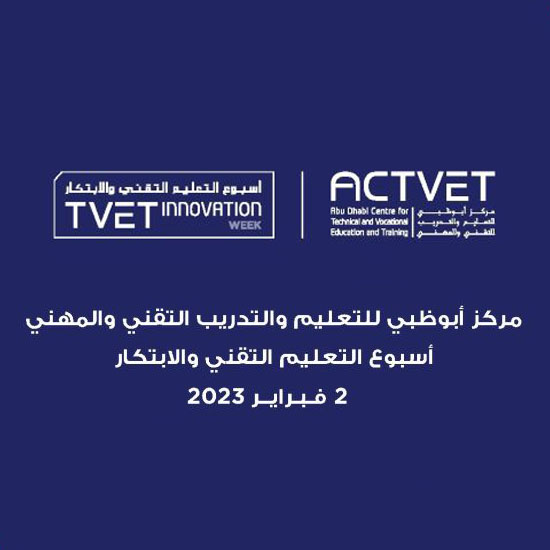 أسبوع التعليم التقني والابتكار
TVET INNOVATION
WEEK
ACTVET
Abu Dhabi Centre for
Technical and Vocational
Education and Training
مركز أبوظبي
للتعليم والتدريب
التقني والمهني
مركز أبوظبي للتعليم والتدريب التقني والمهني
أسبوع التعليم التقني والابتكار
2 فبراير 2023